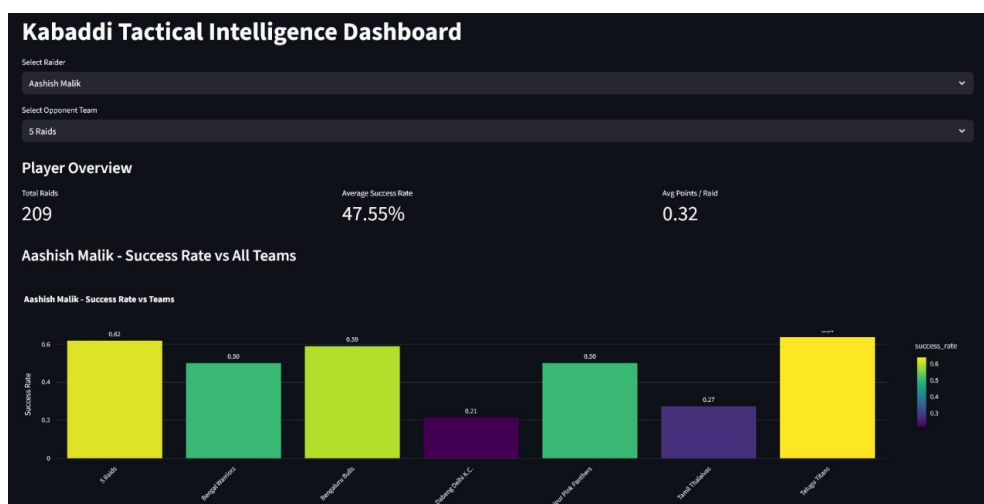 Kabaddi Tactical Intelligence Dashboard
Select Raider
Aashish Malik
Select Opponent Team
5 Raids
Player Overview
Total Raids Average Success Rate Avg Points / Raid
209 47.55% 0.32
Aashish Malik - Success Rate vs All Teams
Aashish Malik - Success Rate vs Teams
0.62 0.50 0.59 0.21 0.50 0.27
success_rate
0.6
0.5
0.4
0.3
Success Rate
0.6
0.4
0.2
0
5 Raids
Bengal Warriorz
Bengaluru Bulls
Dabang Delhi K.C.
Pink Panthers
Tamil Thalaivas
Telugu Titans